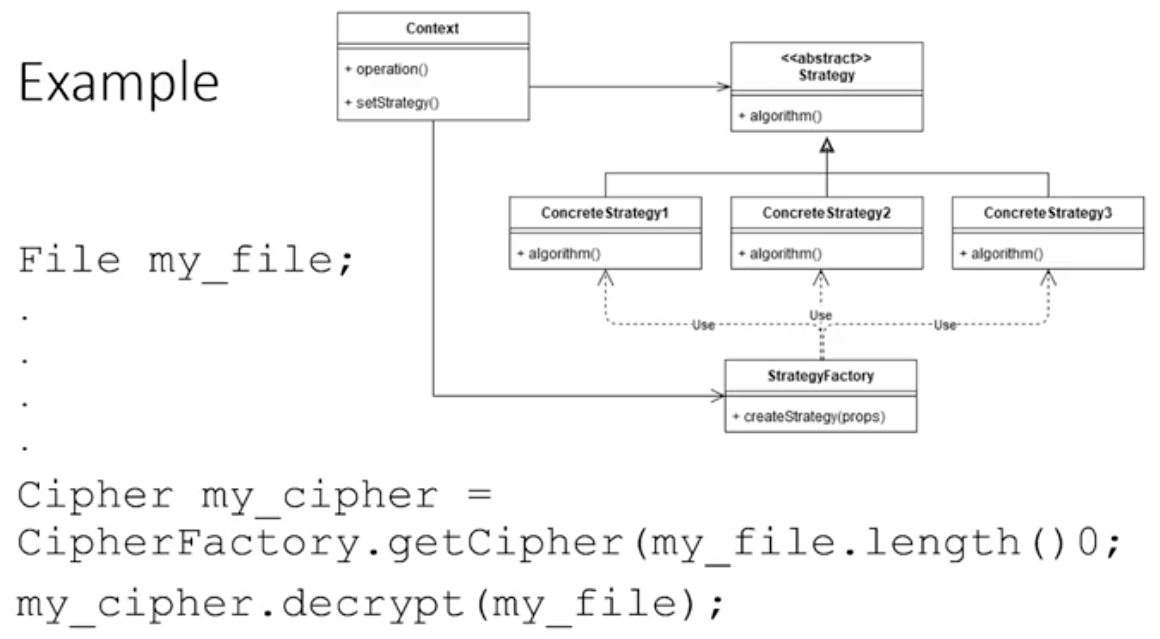 Example
Context
+ operation()
+ setStrategy()
<<abstract>>
Strategy
+ algorithm()
ConcreteStrategy1
+ algorithm()
ConcreteStrategy2
+ algorithm()
ConcreteStrategy3
+ algorithm()
Use
Use
Use
StrategyFactory
+ createStrategy(props)
File my_file;
.
.
.
.
Cipher my_cipher =
CipherFactory.getCipher(my_file.length()0;
my_cipher.decrypt(my_file);